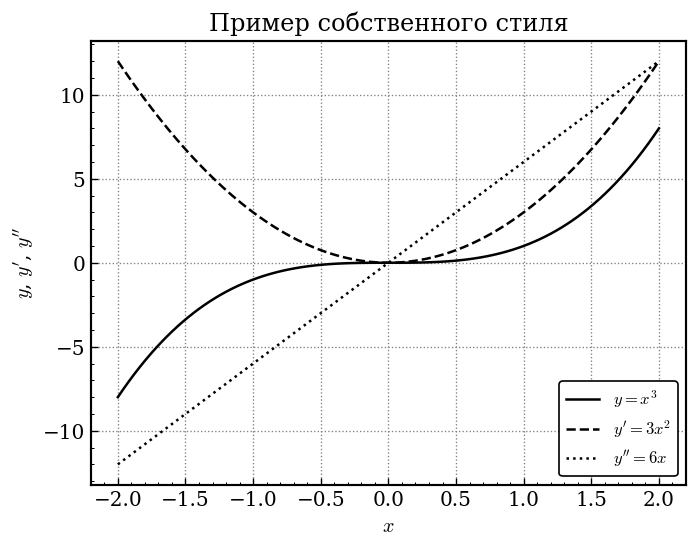 Пример собственного стиля
10
5
0
−5
−10
y, y′, y″
y = x³
y′ = 3x²
y″ = 6x
−2.0 −1.5 −1.0 −0.5 0.0 0.5 1.0 1.5 2.0
x